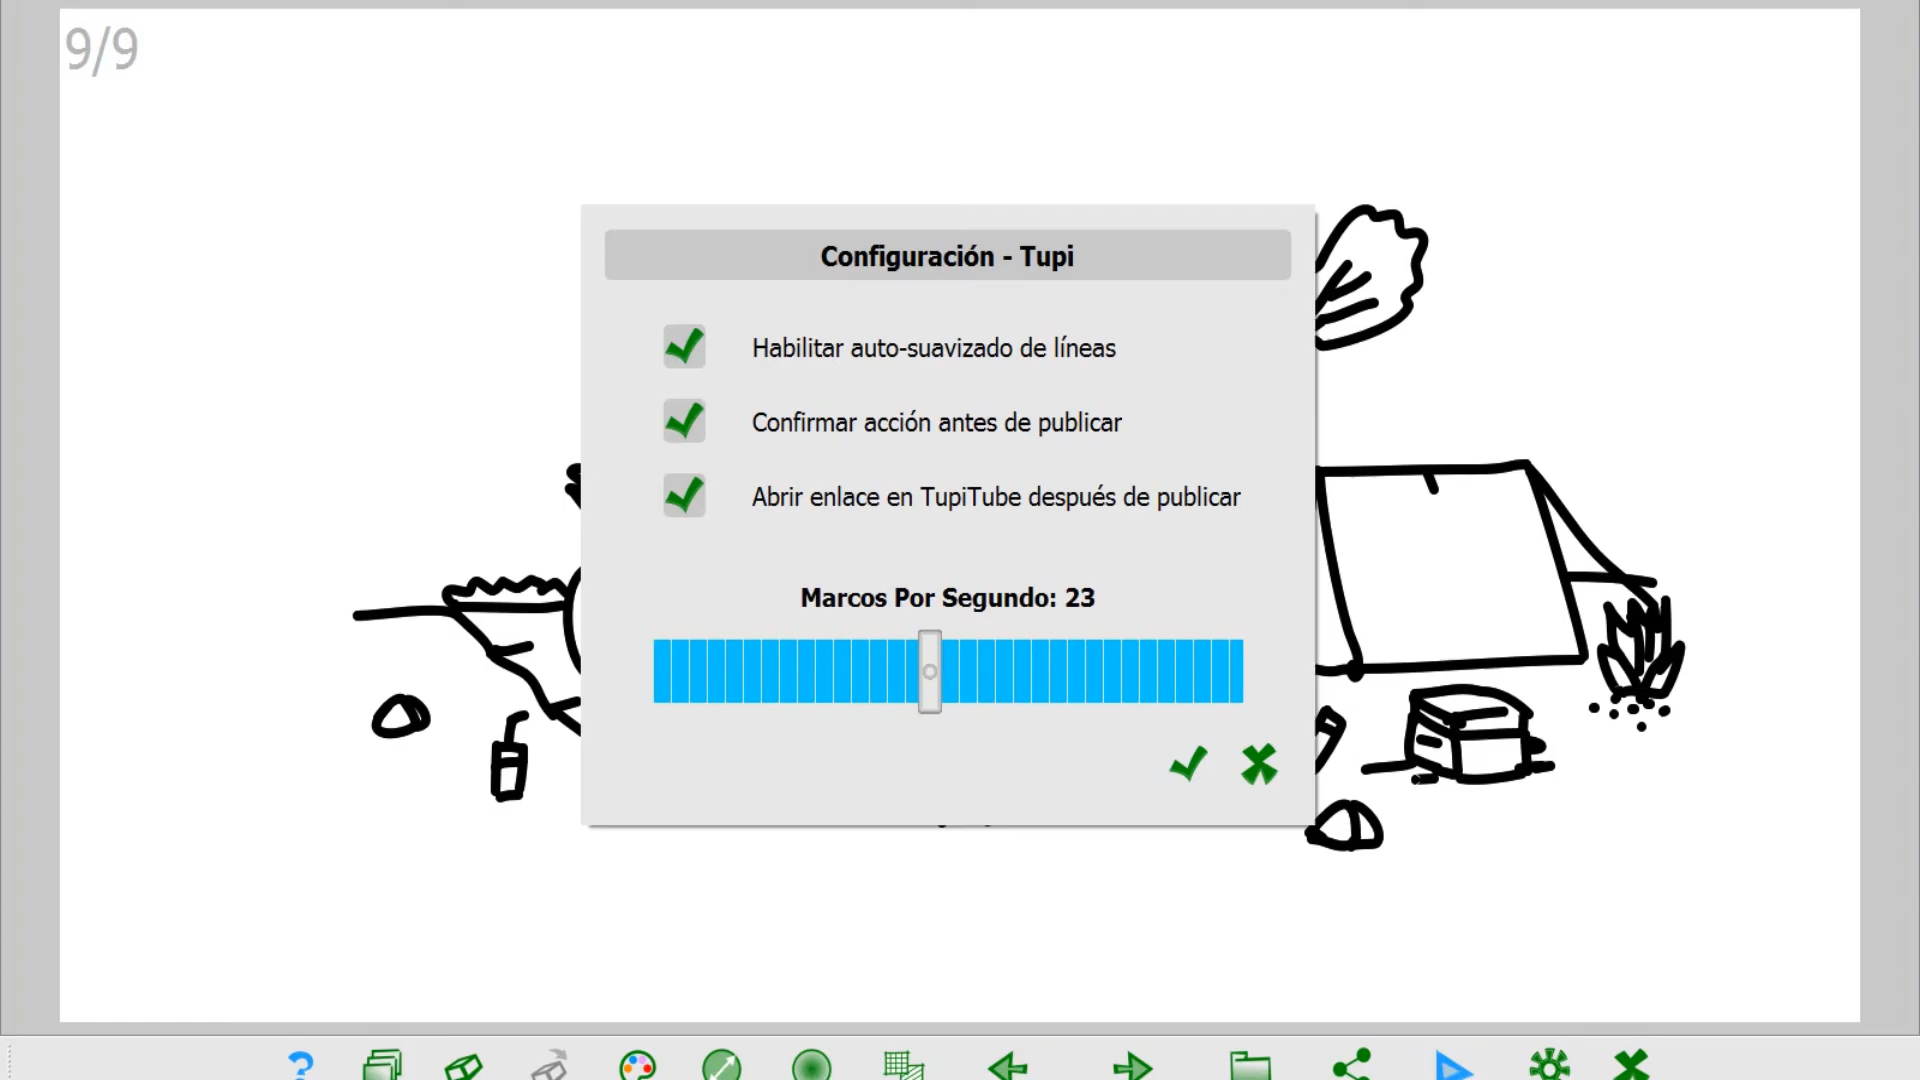 9/9
Configuración - Tupi
Habilitar auto-suavizado de líneas
Confirmar acción antes de publicar
Abrir enlace en TupiTube después de publicar
Marcos Por Segundo: 23
?